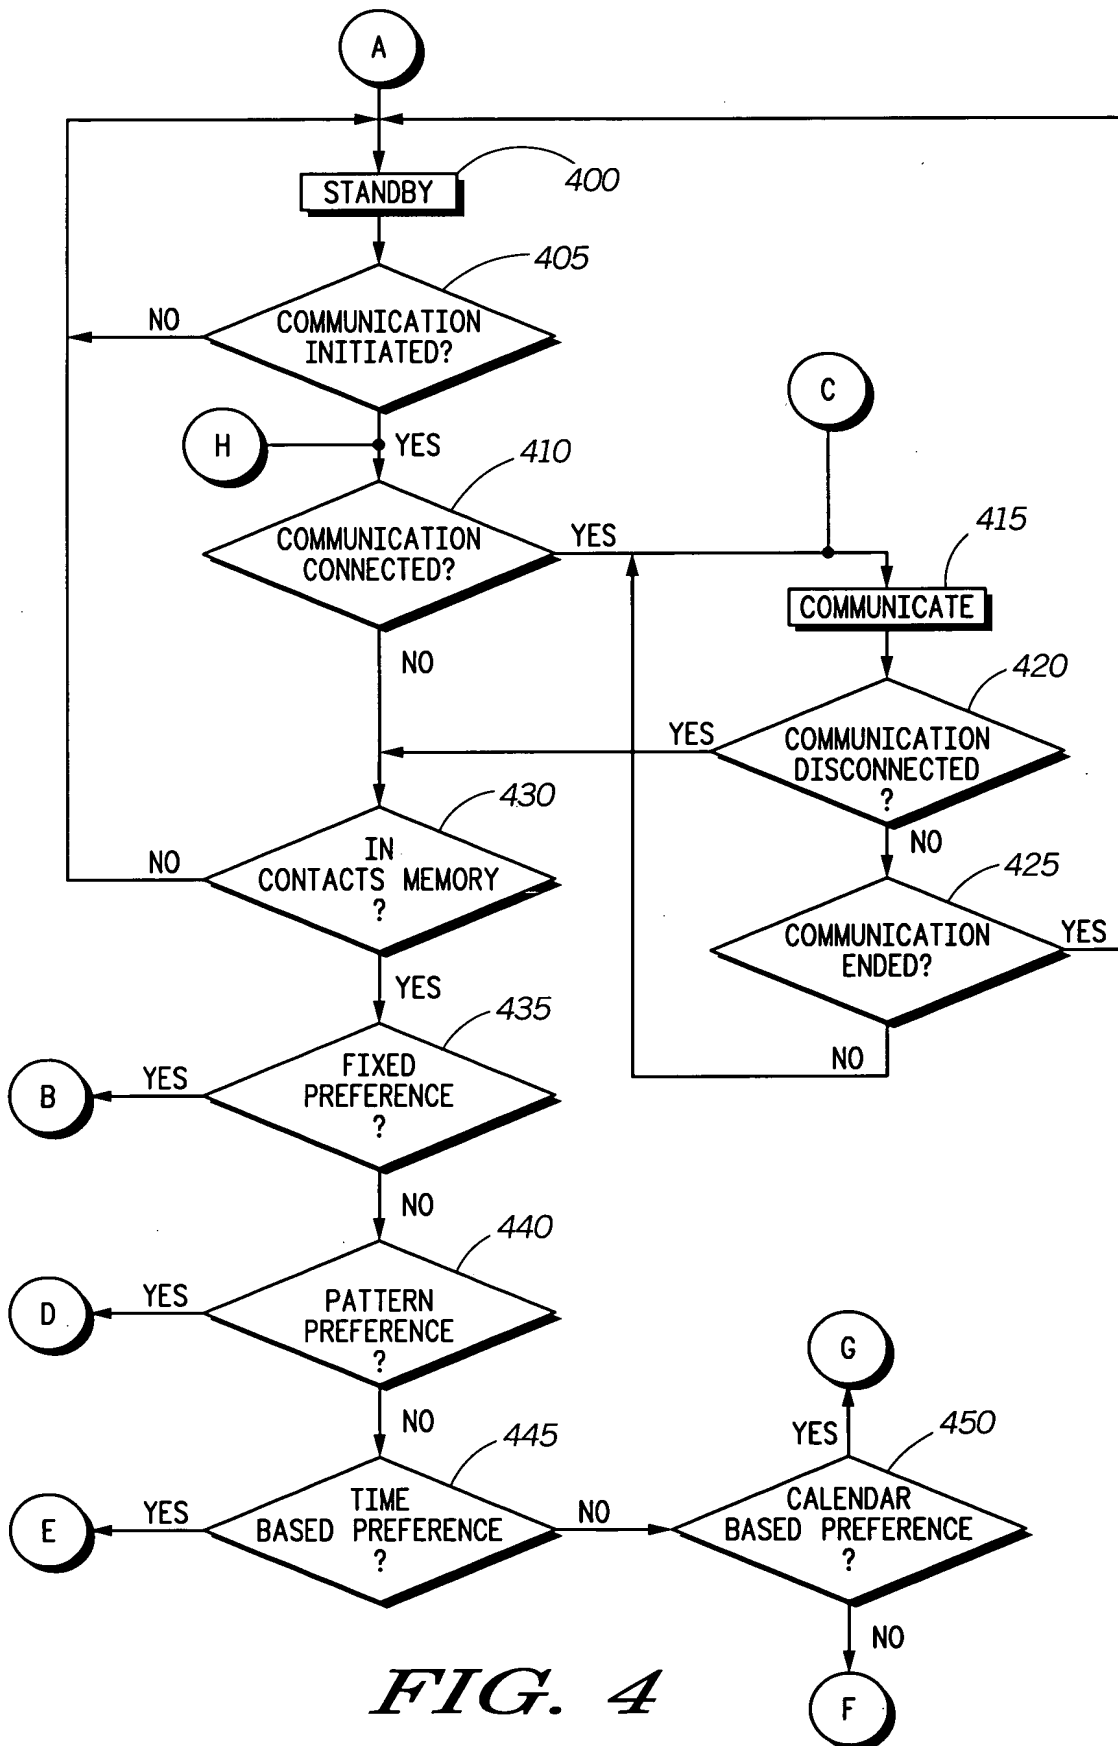 A
STANDBY
400
405
COMMUNICATION
INITIATED?
NO
C
H
YES
410
COMMUNICATION
CONNECTED?
YES
415
COMMUNICATE
NO
420
YES
COMMUNICATION
DISCONNECTED
?
430
NO
IN
CONTACTS MEMORY
?
NO
425
COMMUNICATION
ENDED?
YES
YES
435
NO
FIXED
PREFERENCE
?
YES
B
NO
440
PATTERN
PREFERENCE
?
YES
D
G
NO
445
YES
450
TIME
BASED PREFERENCE
?
YES
E
NO
CALENDAR
BASED PREFERENCE
?
NO
F
FIG. 4